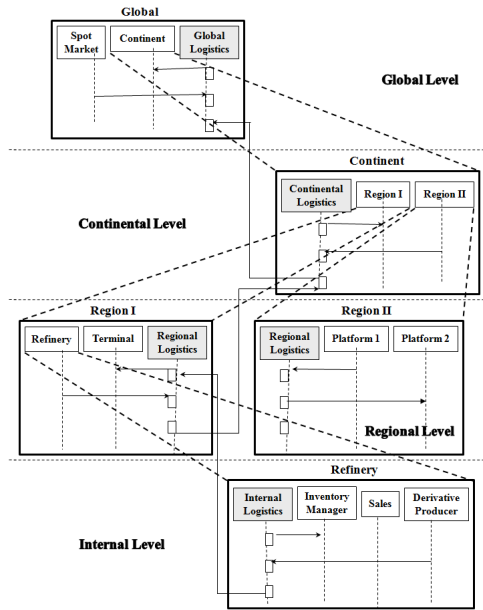 Global
Spot
Market
Continent
Global
Logistics
Global Level
Continent
Continental
Logistics
Region I
Region II
Continental Level
Region I
Refinery
Terminal
Regional
Logistics
Region II
Regional
Logistics
Platform 1
Platform 2
Regional Level
Refinery
Internal
Logistics
Inventory
Manager
Sales
Derivative
Producer
Internal Level